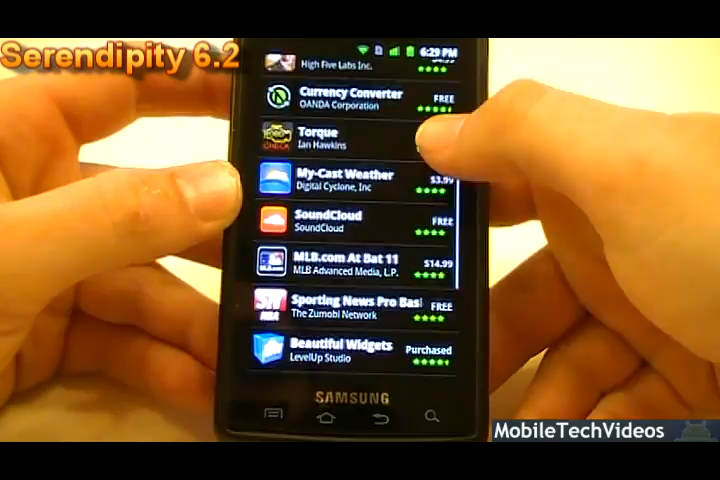 Serendipity 6.2
6:29 PM
High Five Labs Inc.
Currency Converter
FREE
OANDA Corporation
Torque
Ian Hawkins
CHECK
My-Cast Weather
$3.99
Digital Cyclone, Inc
SoundCloud
FREE
SoundCloud
MLB.com At Bat 11
$14.99
MLB Advanced Media, L.P.
Sporting News Pro Bas
FREE
The Zumobi Network
Beautiful Widgets
Purchased
LevelUp Studio
SAMSUNG
MobileTechVideos